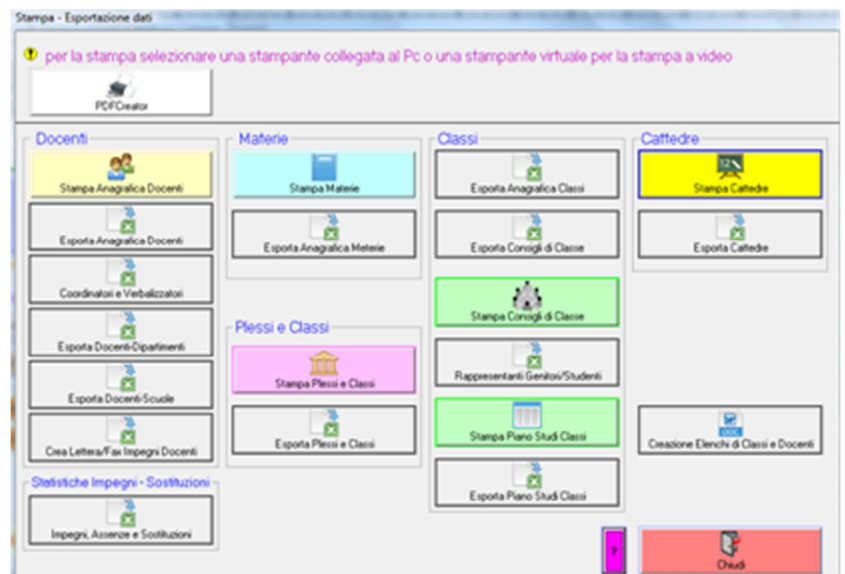 Stampa - Esportazione dati
per la stampa selezionare una stampante collegata al Pc o una stampante virtuale per la stampa a video
PDFCreator
Docenti
Stampa Anagrafica Docenti
Esporta Anagrafica Docenti
Coordinatori e Verbalizzatori
Esporta Docenti-Dipartimenti
Esporta Docenti-Scuole
Crea Lettera/Fax Impegni Docenti
Statistiche Impegni - Sostituzioni
Impegni, Assenze e Sostituzioni
Materie
Stampa Materie
Esporta Anagrafica Meterie
Plessi e Classi
Stampa Plessi e Classi
Esporta Plessi e Classi
Classi
Esporta Anagrafica Classi
Esporta Consigli di Classe
Stampa Consigli di Classe
Rappresentanti Genitori/Studenti
Stampa Piano Studi Classi
Esporta Piano Studi Classi
Cattedre
12
Stampa Cattedre
Esporta Cattedre
DOC
Creazione Elenchi di Classi e Docenti
?
Chiudi